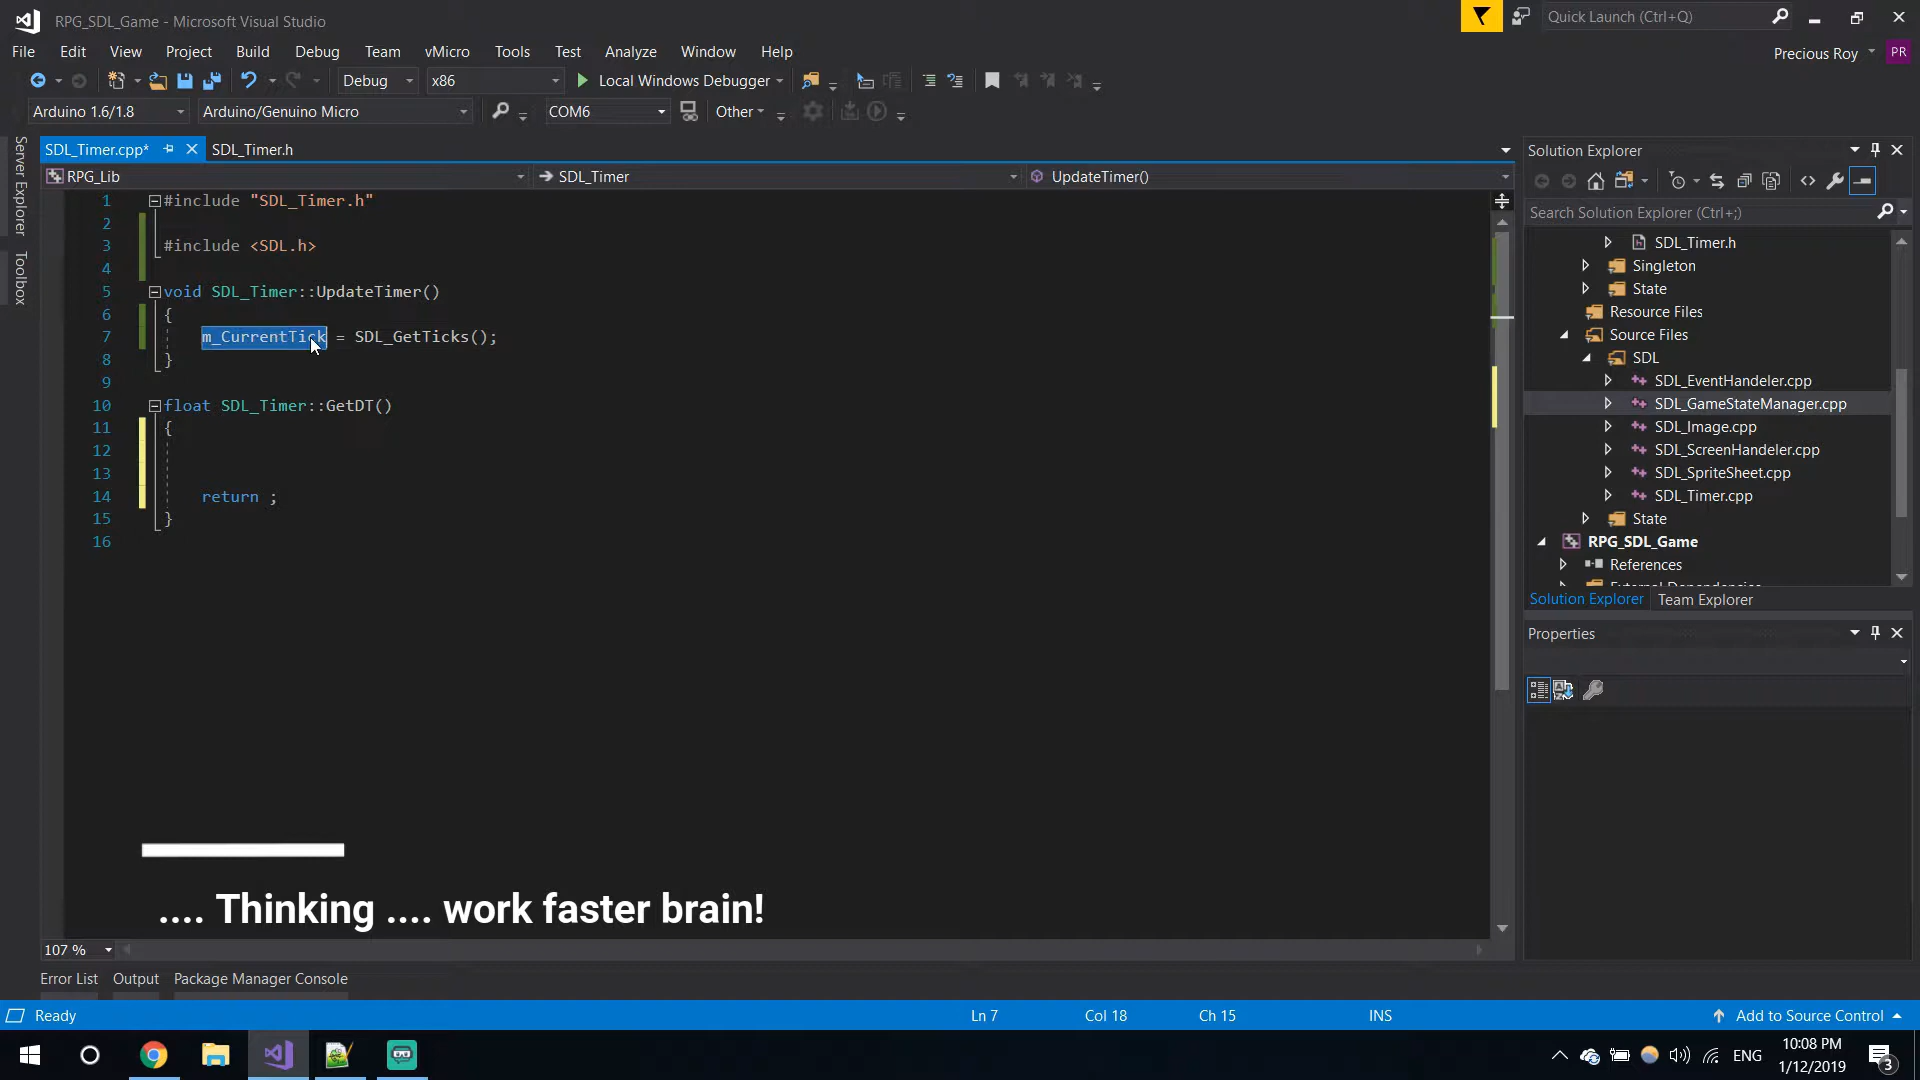 RPG_SDL_Game - Microsoft Visual Studio
Quick Launch (Ctrl+Q)
File Edit View Project Build Debug Team vMicro Tools Test Analyze Window Help
Precious Roy PR
Debug x86 Local Windows Debugger
Arduino 1.6/1.8 Arduino/Genuino Micro COM6 Other
Server Explorer
Toolbox
SDL_Timer.cpp* SDL_Timer.h
RPG_Lib SDL_Timer UpdateTimer()
1 #include "SDL_Timer.h"
2
3 #include <SDL.h>
4
5 void SDL_Timer::UpdateTimer()
6 {
7 m_CurrentTick = SDL_GetTicks();
8 }
9
10 float SDL_Timer::GetDT()
11 {
12
13
14 return ;
15 }
16
.... Thinking .... work faster brain!
107 %
Solution Explorer
Search Solution Explorer (Ctrl+;)
SDL_Timer.h
Singleton
State
Resource Files
Source Files
SDL
SDL_EventHandeler.cpp
SDL_GameStateManager.cpp
SDL_Image.cpp
SDL_ScreenHandeler.cpp
SDL_SpriteSheet.cpp
SDL_Timer.cpp
State
RPG_SDL_Game
References
External Dependencies
Solution Explorer Team Explorer
Properties
Error List Output Package Manager Console
Ready Ln 7 Col 18 Ch 15 INS Add to Source Control
ENG 10:08 PM
1/12/2019
3